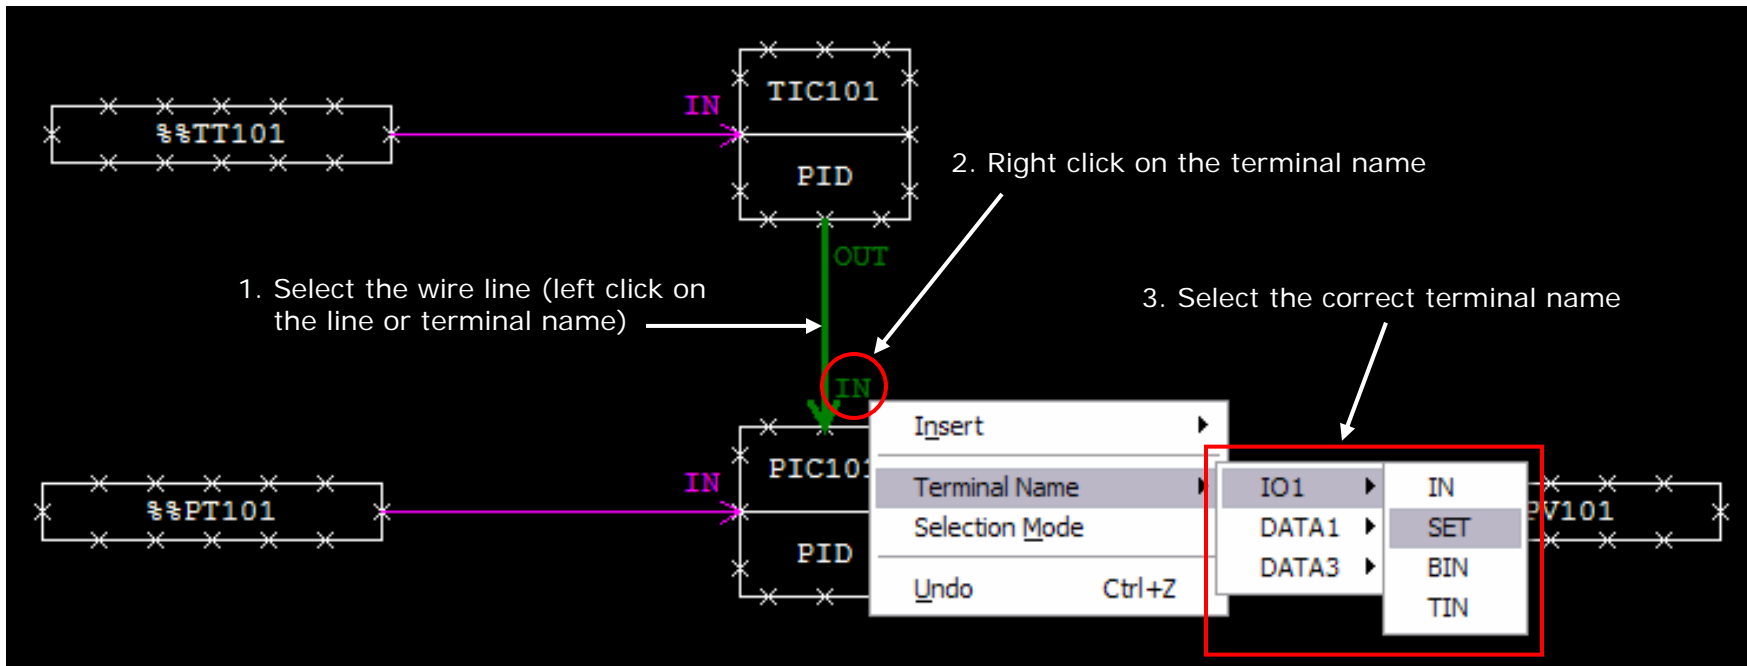 TIC101
IN
%%TT101
PID
2. Right click on the terminal name
OUT
1. Select the wire line (left click on
the line or terminal name)
3. Select the correct terminal name
IN
Insert
PIC101
IN
%%PT101
PID
Terminal Name
Selection Mode
Undo Ctrl+Z
IO1
DATA1
DATA3
IN
SET
BIN
TIN
PV101